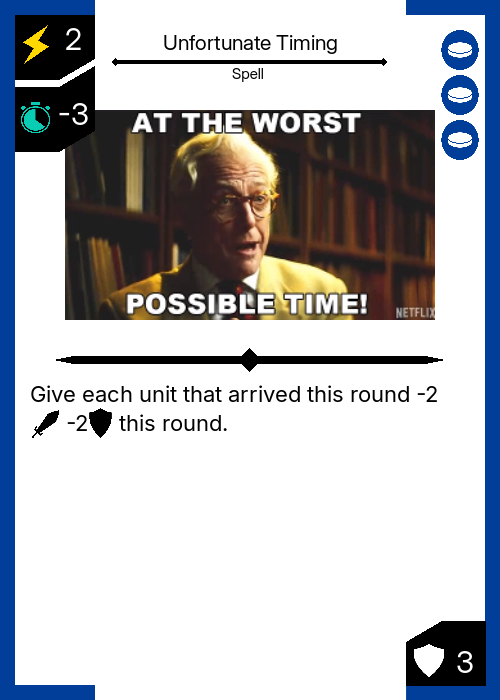 2
Unfortunate Timing
Spell
-3
AT THE WORST
POSSIBLE TIME!
NETFLIX
Give each unit that arrived this round -2
-2 this round.
3